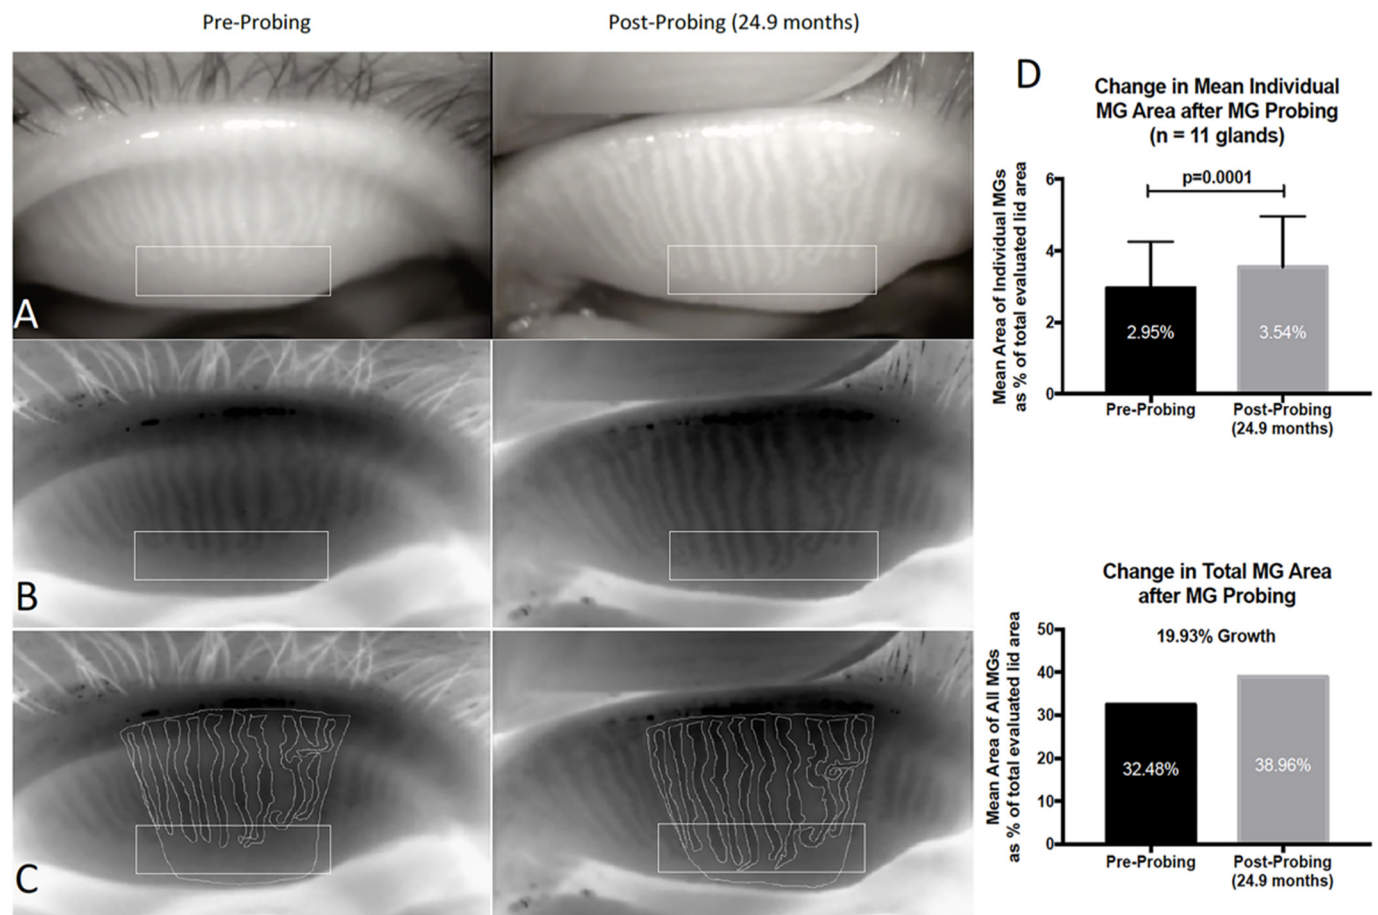 Pre-Probing
Post-Probing (24.9 months)
A
B
C
D
Change in Mean Individual
MG Area after MG Probing
(n = 11 glands)
Mean Area of Individual MGs
as % of total evaluated lid area
6
4
2
0
p=0.0001
2.95%
3.54%
Pre-Probing
Post-Probing
(24.9 months)
Change in Total MG Area
after MG Probing
Mean Area of All MGs
as % of total evaluated lid area
50
40
30
20
10
0
19.93% Growth
32.48%
38.96%
Pre-Probing
Post-Probing
(24.9 months)